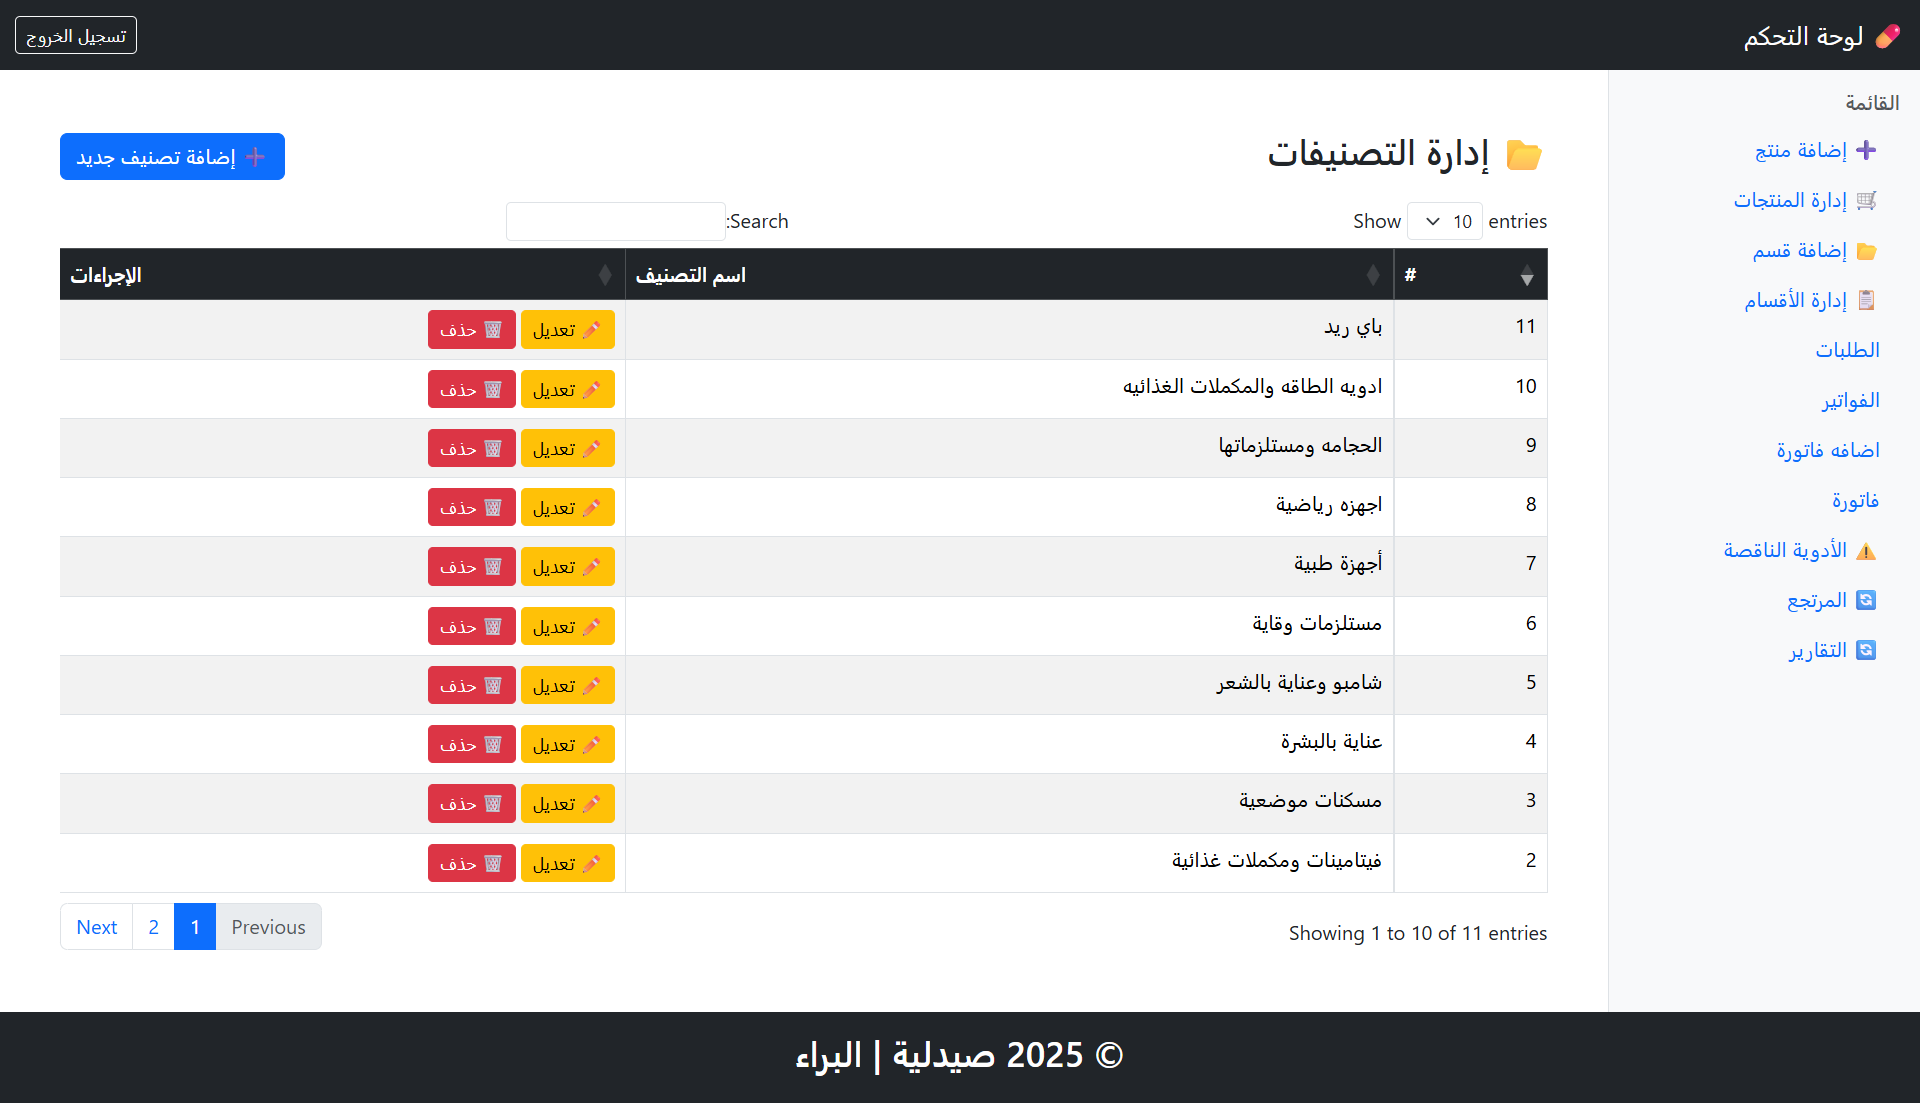 لوحة التحكم
تسجيل الخروج
القائمة
إضافة منتج
إدارة المنتجات
إضافة قسم
إدارة الأقسام
الطلبات
الفواتير
اضافه فاتورة
فاتورة
الأدوية الناقصة
المرتجع
التقارير
إدارة التصنيفات
إضافة تصنيف جديد
Show 10 entries
Search:
# اسم التصنيف الإجراءات
11 باي ريد تعديل حذف
10 ادويه الطاقه والمكملات الغذائيه تعديل حذف
9 الحجامه ومستلزماتها تعديل حذف
8 اجهزه رياضية تعديل حذف
7 أجهزة طبية تعديل حذف
6 مستلزمات وقاية تعديل حذف
5 شامبو وعناية بالشعر تعديل حذف
4 عناية بالبشرة تعديل حذف
3 مسكنات موضعية تعديل حذف
2 فيتامينات ومكملات غذائية تعديل حذف
Showing 1 to 10 of 11 entries
Previous 1 2 Next
© 2025 صيدلية | البراء